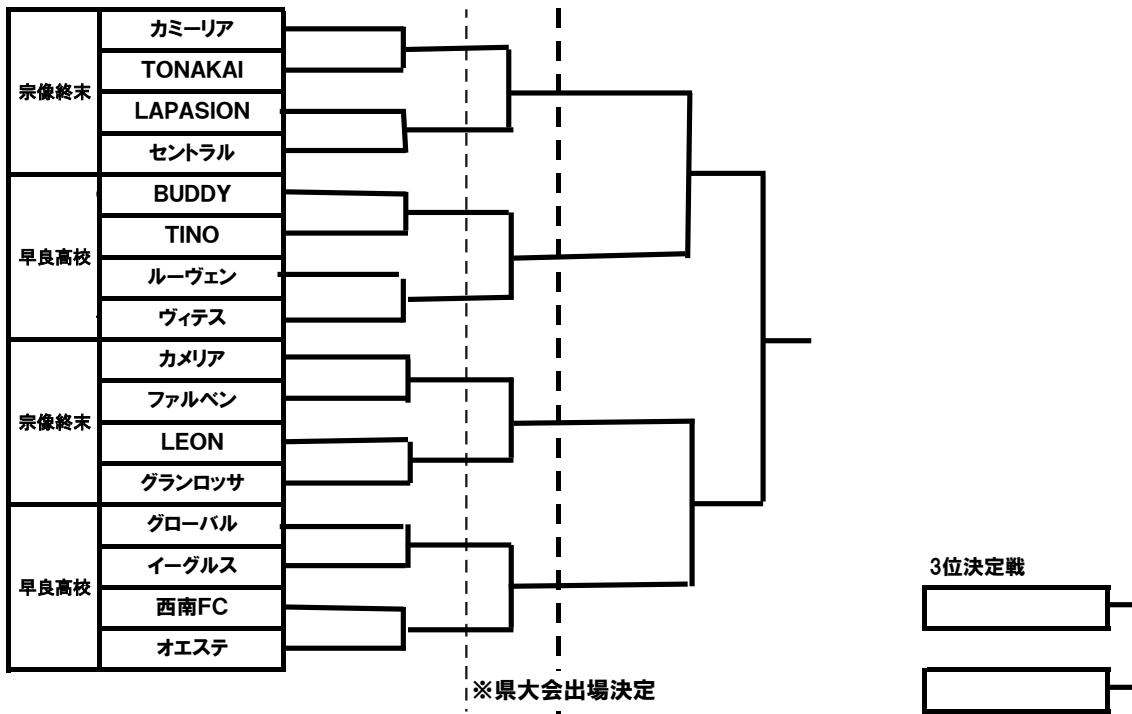 宗像終末
カミーリア
TONAKAI
LAPASION
セントラル
早良高校
BUDDY
TINO
ルーヴェン
ヴィテス
宗像終末
カメリア
ファルベン
LEON
グランロッサ
早良高校
グローバル
イーグルス
西南FC
オエステ
3位決定戦
※県大会出場決定